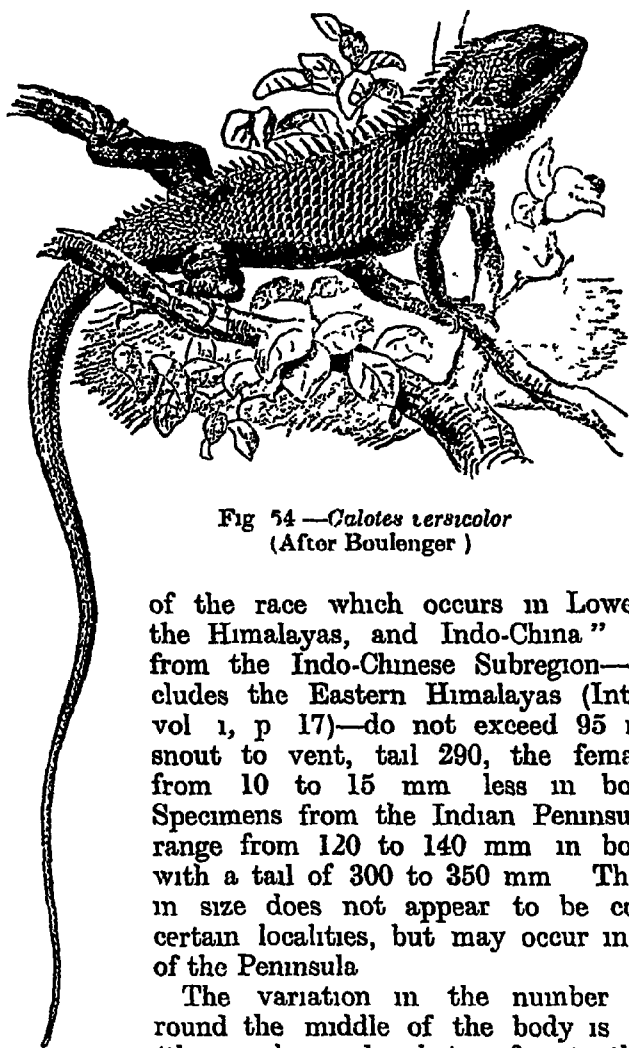 Fig 54 —Calotes versicolor
(After Boulenger )
of the race which occurs in Lowe
the Himalayas, and Indo-China ”
from the Indo-Chinese Subregion—
cludes the Eastern Himalayas (Int
vol 1, p 17)—do not exceed 95
snout to vent, tail 290, the fema
from 10 to 15 mm less in bo
Specimens from the Indian Peninsu
range from 120 to 140 mm in bo
with a tail of 300 to 350 mm Th
in size does not appear to be co
certain localities, but may occur in
of the Peninsula
The variation in the number
round the middle of the body is